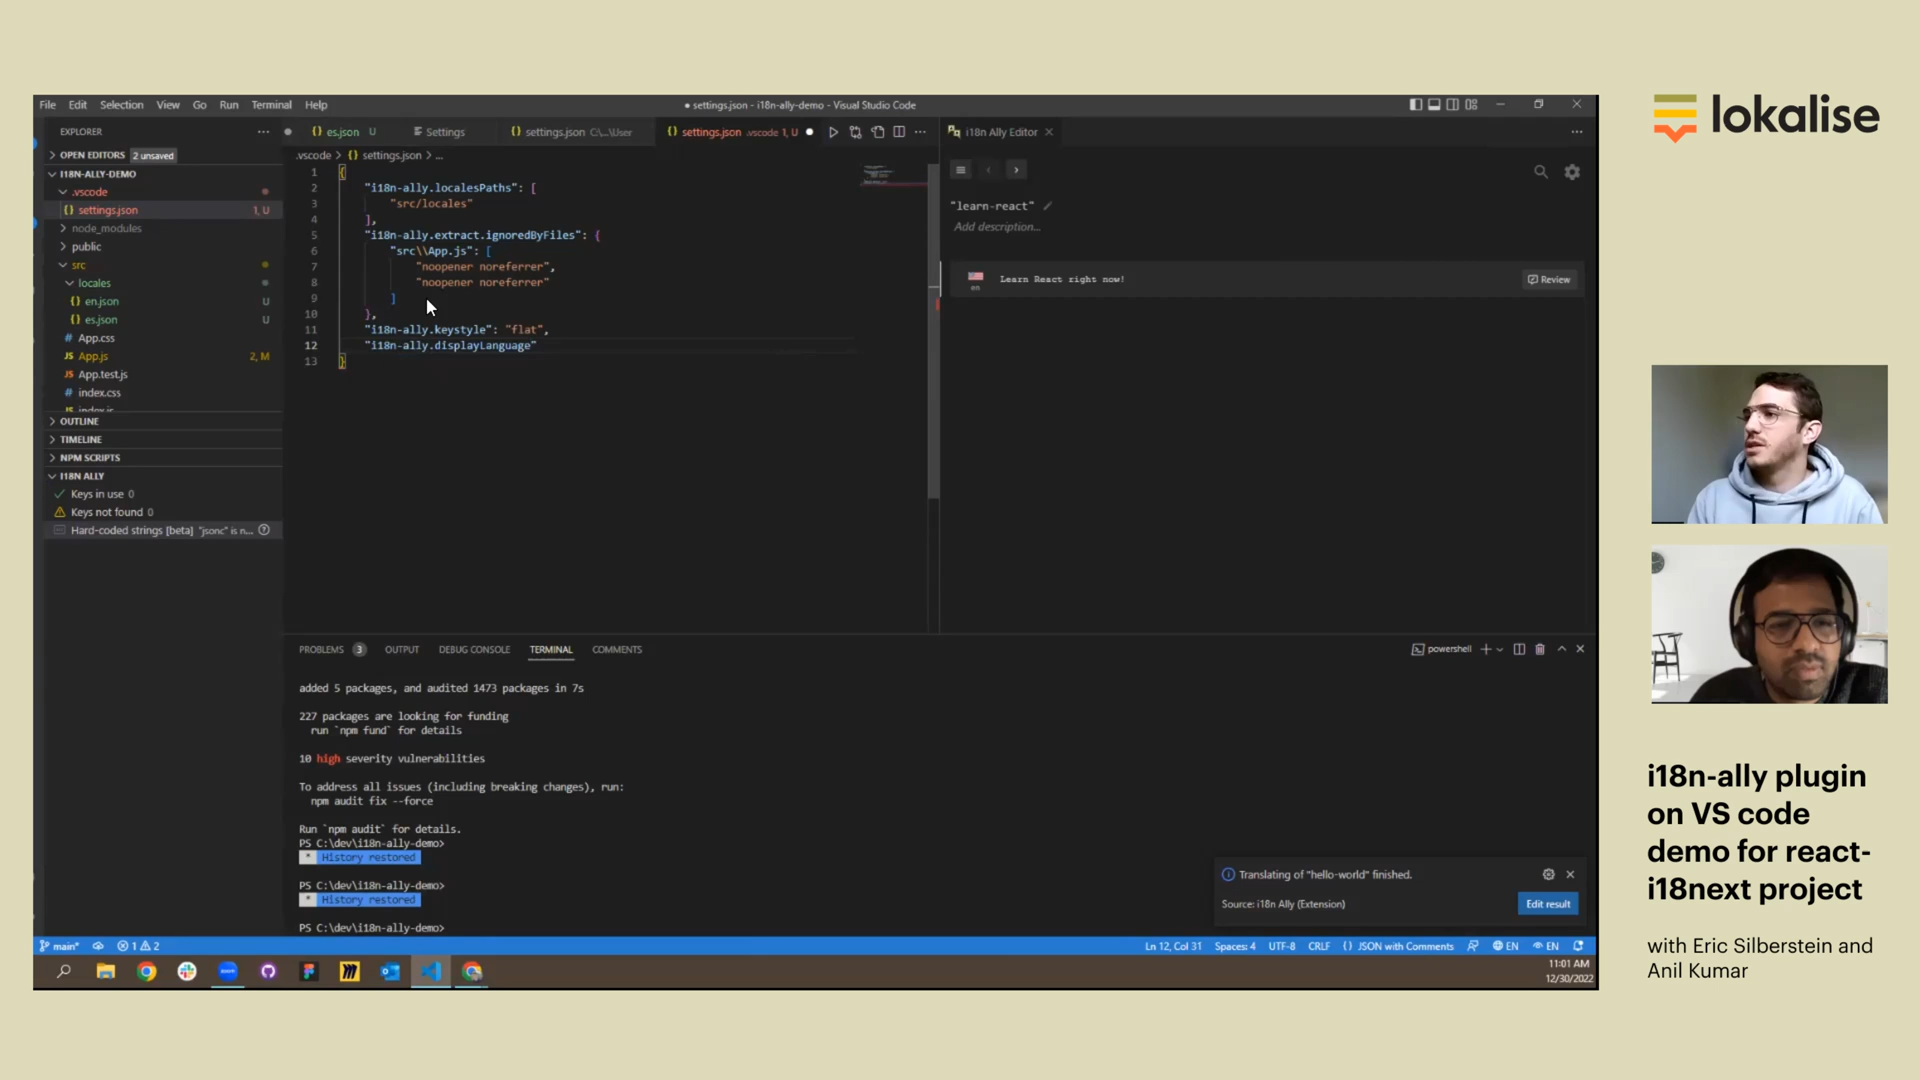 File Edit Selection View Go Run Terminal Help
● settings.json - i18n-ally-demo - Visual Studio Code
EXPLORER
OPEN EDITORS 2 unsaved
I18N-ALLY-DEMO
.vscode
{} settings.json 1, U
node_modules
public
src
locales
{} en.json U
{} es.json U
# App.css
JS App.js 2, M
JS App.test.js
# index.css
JS index.js
OUTLINE
TIMELINE
NPM SCRIPTS
I18N ALLY
Keys in use 0
Keys not found 0
Hard-coded strings [beta] "jsonc" is n...
{} es.json U
Settings
{} settings.json C:\...\User
{} settings.json .vscode 1, U
.vscode > {} settings.json > ...
1 {
2 "i18n-ally.localesPaths": [
3 "src/locales"
4 ],
5 "i18n-ally.extract.ignoredByFiles": {
6 "src\\App.js": [
7 "noopener noreferrer",
8 "noopener noreferrer"
9 ]
10 },
11 "i18n-ally.keystyle": "flat",
12 "i18n-ally.displayLanguage"
13 }
i18n Ally Editor
"learn-react"
Add description...
en
Learn React right now!
Review
PROBLEMS 3 OUTPUT DEBUG CONSOLE TERMINAL COMMENTS
powershell
added 5 packages, and audited 1473 packages in 7s
227 packages are looking for funding
run `npm fund` for details
10 high severity vulnerabilities
To address all issues (including breaking changes), run:
npm audit fix --force
Run `npm audit` for details.
PS C:\dev\i18n-ally-demo>
* History restored
PS C:\dev\i18n-ally-demo>
* History restored
PS C:\dev\i18n-ally-demo>
Translating of "hello-world" finished.
Source: i18n Ally (Extension)
Edit result
main* 1 2
Ln 12, Col 31 Spaces: 4 UTF-8 CRLF {} JSON with Comments EN EN
11:01 AM
12/30/2022
lokalise
i18n-ally plugin
on VS code
demo for react-
i18next project
with Eric Silberstein and
Anil Kumar